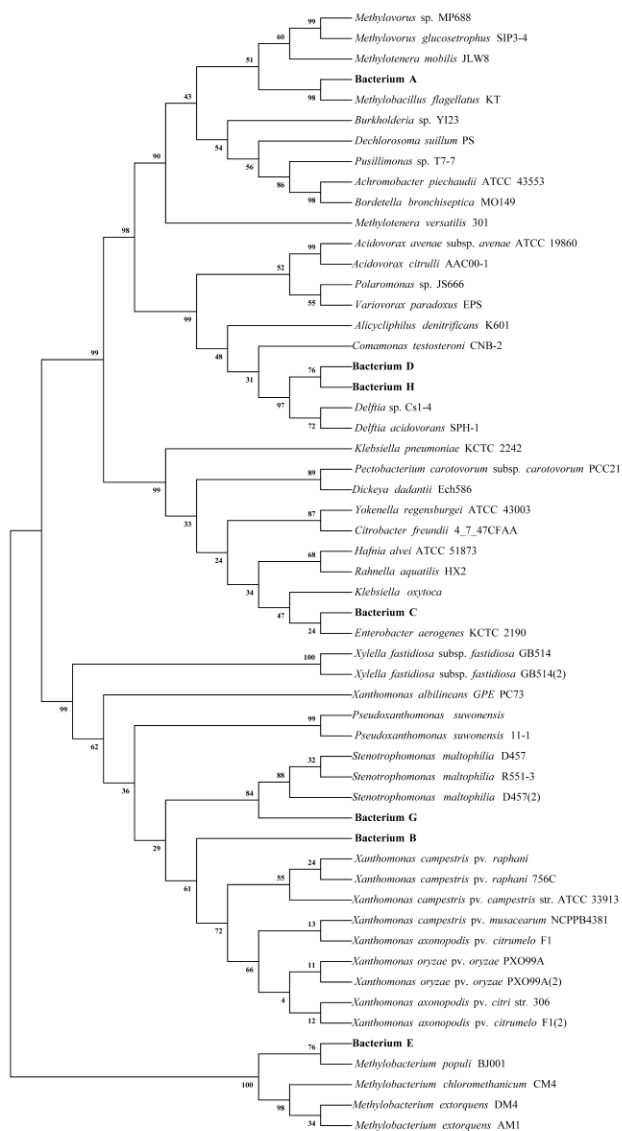 Methylovorus sp. MP688
Methylovorus glucosetrophus SIP3-4
Methylotenera mobilis JLW8
Bacterium A
Methylobacillus flagellatus KT
Burkholderia sp. YI23
Dechlorosoma suillum PS
Pusillimonas sp. T7-7
Achromobacter piechaudii ATCC 43553
Bordetella bronchiseptica MO149
Methylotenera versatilis 301
Acidovorax avenae subsp. avenae ATCC 19860
Acidovorax citrulli AAC00-1
Polaromonas sp. JS666
Variovorax paradoxus EPS
Alicycliphilus denitrificans K601
Comamonas testosteroni CNB-2
Bacterium D
Bacterium H
Delftia sp. Cs1-4
Delftia acidovorans SPH-1
Klebsiella pneumoniae KCTC 2242
Pectobacterium carotovorum subsp. carotovorum PCC21
Dickeya dadantii Ech586
Yokenella regensburgei ATCC 43003
Citrobacter freundii 4_7_47CFAA
Hafnia alvei ATCC 51873
Rahnella aquatilis HX2
Klebsiella oxytoca
Bacterium C
Enterobacter aerogenes KCTC 2190
Xylella fastidiosa subsp. fastidiosa GB514
Xylella fastidiosa subsp. fastidiosa GB514(2)
Xanthomonas albilineans GPE PC73
Pseudoxanthomonas suwonensis
Pseudoxanthomonas suwonensis 11-1
Stenotrophomonas maltophilia D457
Stenotrophomonas maltophilia R551-3
Stenotrophomonas maltophilia D457(2)
Bacterium G
Bacterium B
Xanthomonas campestris pv. raphani
Xanthomonas campestris pv. raphani 756C
Xanthomonas campestris pv. campestris str. ATCC 33913
Xanthomonas campestris pv. musacearum NCPPB4381
Xanthomonas axonopodis pv. citrumelo F1
Xanthomonas oryzae pv. oryzae PXO99A
Xanthomonas oryzae pv. oryzae PXO99A(2)
Xanthomonas axonopodis pv. citri str. 306
Xanthomonas axonopodis pv. citrumelo F1(2)
Bacterium E
Methylobacterium populi BJ001
Methylobacterium chloromethanicum CM4
Methylobacterium extorquens DM4
Methylobacterium extorquens AM1
99
60
51
98
43
54
56
86
98
90
98
99
52
55
99
48
31
76
97
72
99
99
89
33
87
24
68
34
47
24
100
99
62
99
36
32
88
84
29
61
24
55
72
13
66
11
4
12
76
100
98
34